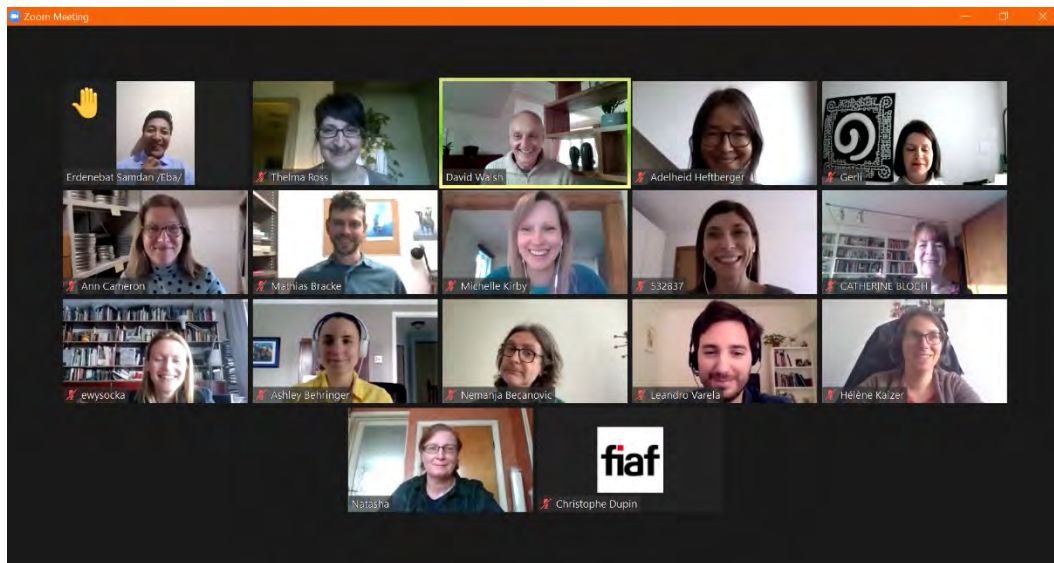 Zoom Meeting
Erdenebat Samdan /Eba/
Thelma Ross
David Walsh
Adelheid Heftberger
Gerli
Ann Cameron
Mathias Bracke
Michelle Kirby
532837
CATHERINE BLOCH
ewysocka
Ashley Behringer
Nemanja Becanovic
Leandro Varela
Hélène Kaizer
Natasha
fiaf
Christophe Dupin